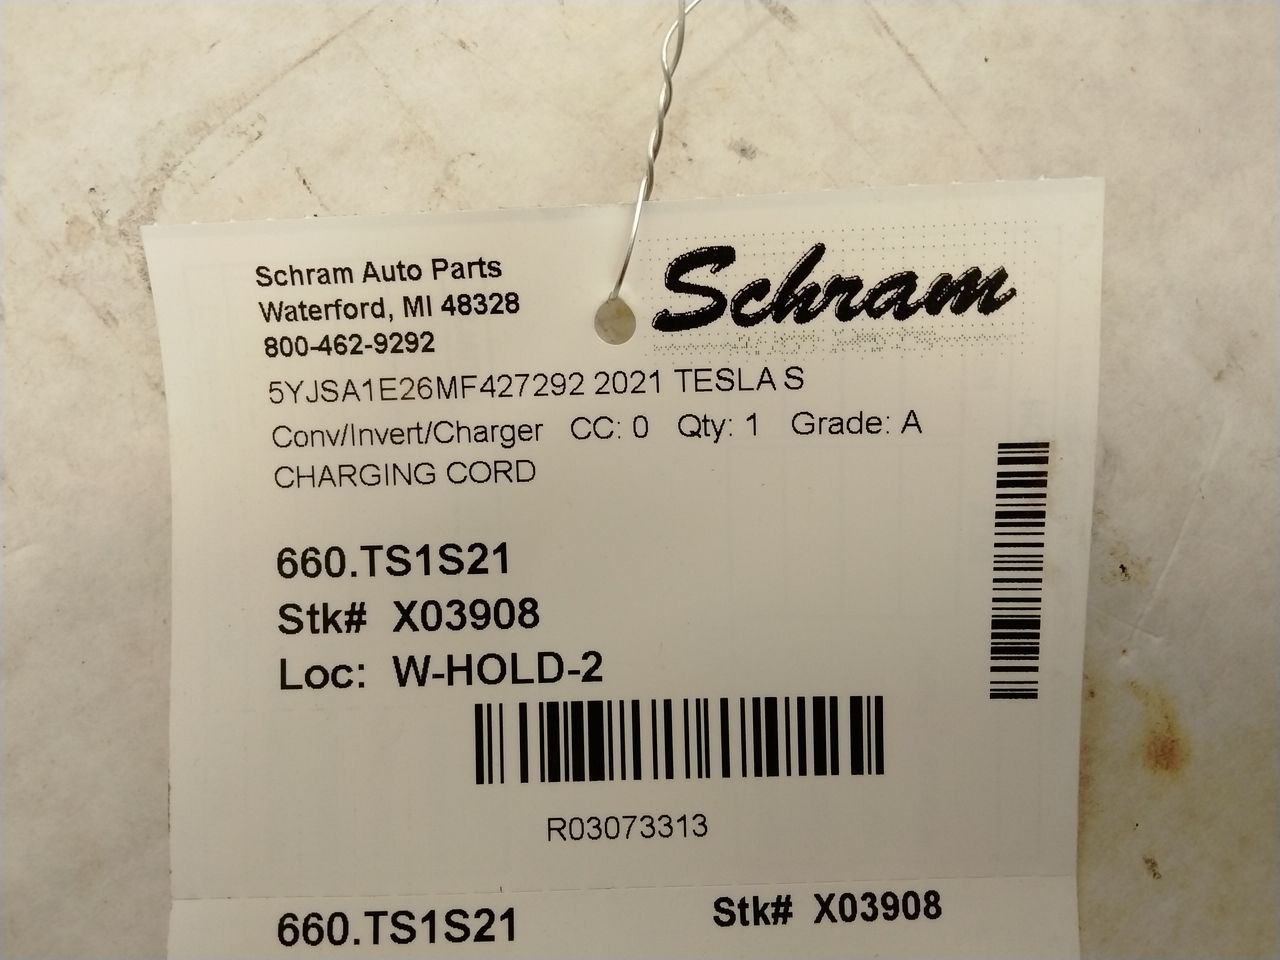 Schram Auto Parts
Waterford, MI 48328
800-462-9292
Schram
5YJSA1E26MF427292 2021 TESLA S
Conv/Invert/Charger CC: 0 Qty: 1 Grade: A
CHARGING CORD
660.TS1S21
Stk# X03908
Loc: W-HOLD-2
R03073313
660.TS1S21 Stk# X03908